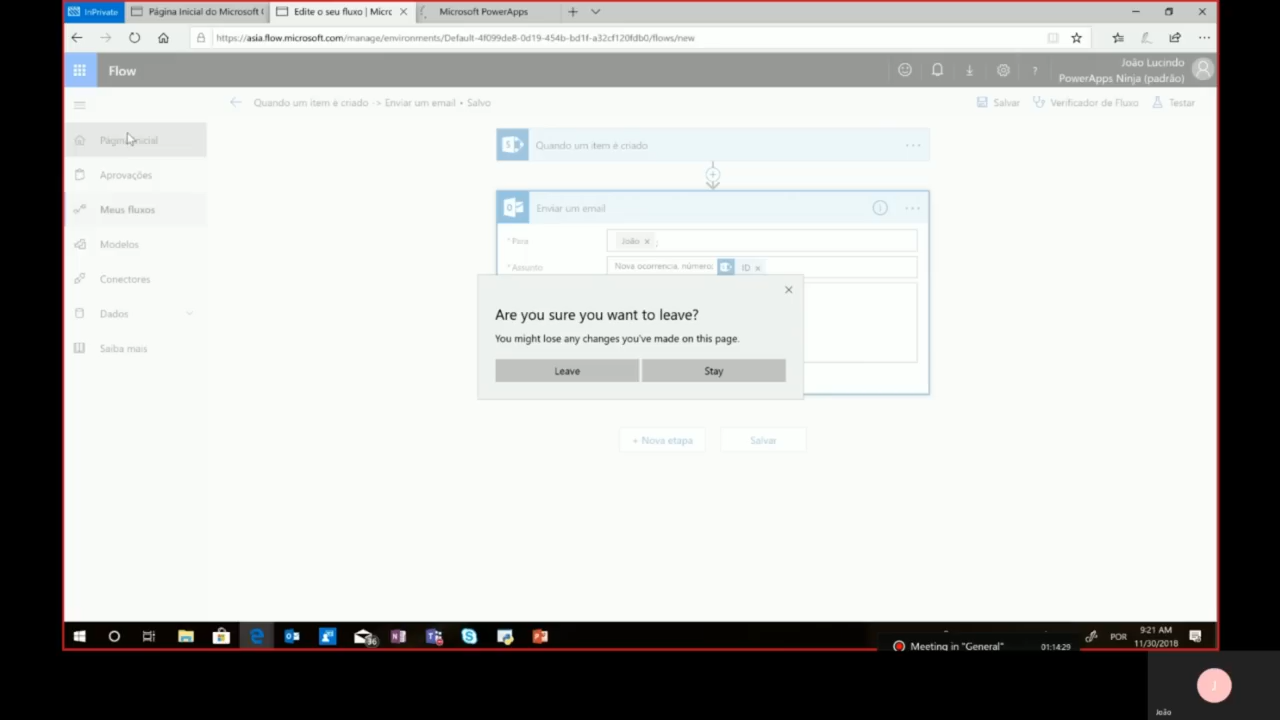 InPrivate
Página Inicial do Microsoft
Edite o seu fluxo | Micr
Microsoft PowerApps
https://asia.flow.microsoft.com/manage/environments/Default-4f099de8-0d19-454b-bd1f-a32cf120fdb0/flows/new
Flow
?
João Lucindo
PowerApps Ninja (padrão)
Quando um item é criado -> Enviar um email • Salvo
Salvar
Verificador de Fluxo
Testar
Página Inicial
Aprovações
Meus fluxos
Modelos
Conectores
Dados
Saiba mais
Quando um item é criado
Enviar um email
* Para
João x ;
* Assunto
Nova ocorrencia, número: ID x
Are you sure you want to leave?
You might lose any changes you've made on this page.
Leave
Stay
+ Nova etapa
Salvar
36
POR
9:21 AM
11/30/2018
Meeting in "General"
01:14:29
J
João